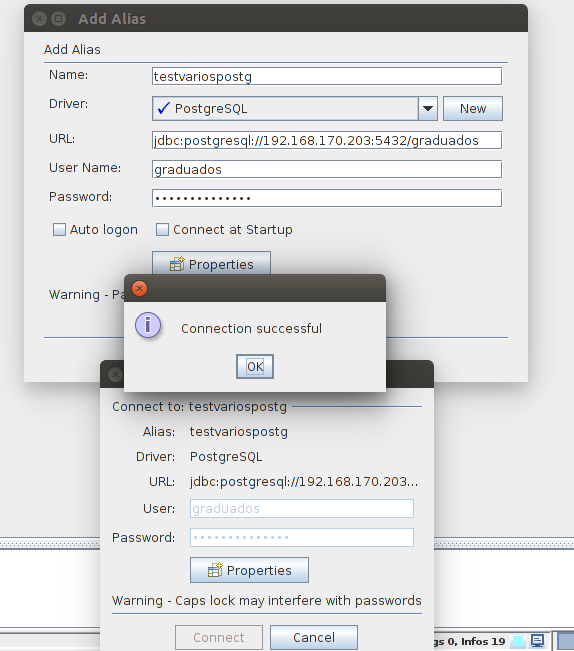 Add Alias
Add Alias
Name: testvariospostg
Driver: PostgreSQL New
URL: jdbc:postgresql://192.168.170.203:5432/graduados
User Name: graduados
Password: ••••••••••••••
Auto logon Connect at Startup
Properties
Warning - Pa
Connection successful
OK
Connect to: testvariospostg
Alias: testvariospostg
Driver: PostgreSQL
URL: jdbc:postgresql://192.168.170.203...
User: graduados
Password: ••••••••••••••
Properties
Warning - Caps lock may interfere with passwords
Connect Cancel
gs 0, Infos 19